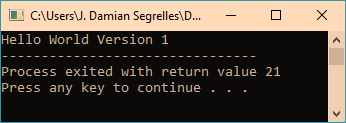 C:\Users\J. Damian Segrelles\D...
Hello World Version 1
--------------------------------
Process exited with return value 21
Press any key to continue . . .